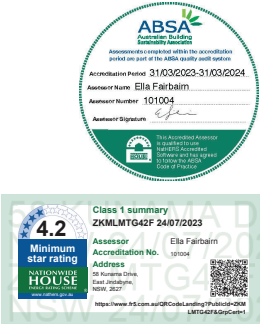 ABSA
Australian Building
Sustainability Association
Assessments completed within the accreditation
period are part of the ABSA quality audit system
Accreditation Period 31/03/2023-31/03/2024
Assessor Name Ella Fairbairn
Assessor Number 101004
Assessor Signature
This Accredited Assessor
is qualified to use
NatHERS Accredited
Software and has agreed
to follow the ABSA
Code of Practice
4.2
Minimum
star rating
NATIONWIDE
HOUSE
ENERGY RATING SCHEME
www.nathers.gov.au
Class 1 summary
ZKMLMTG42F 24/07/2023
Assessor Ella Fairbairn
Accreditation No. 101004
Address
58 Kunama Drive,
East Jindabyne,
NSW, 2627
https://www.fr5.com.au/QRCodeLanding?PublicId=ZKM
LMTG42F&GrpCert=1